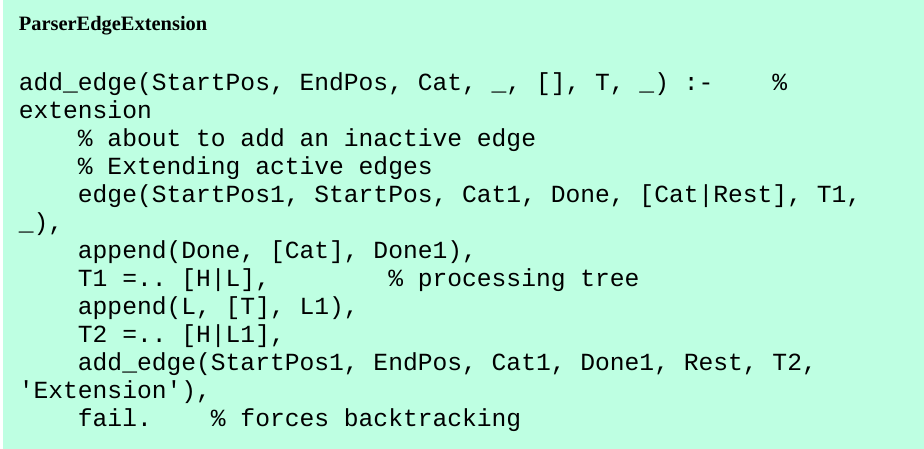 ParserEdgeExtension
add_edge(StartPos, EndPos, Cat, _, [], T, _) :-    %
extension
    % about to add an inactive edge
    % Extending active edges
    edge(StartPos1, StartPos, Cat1, Done, [Cat|Rest], T1,
_),
    append(Done, [Cat], Done1),
    T1 =.. [H|L],        % processing tree
    append(L, [T], L1),
    T2 =.. [H|L1],
    add_edge(StartPos1, EndPos, Cat1, Done1, Rest, T2,
'Extension'),
    fail.    % forces backtracking